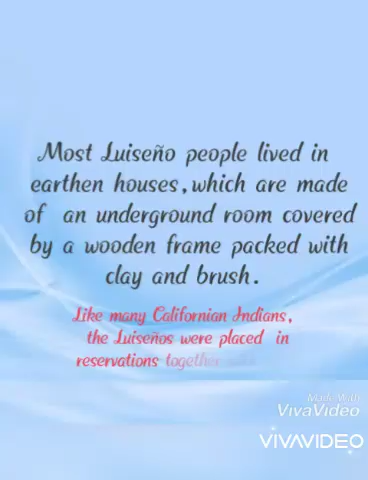 Most Luiseño people lived in
earthen houses, which are made
of an underground room covered
by a wooden frame packed with
clay and brush.
Like many Californian Indians,
the Luiseños were placed in
reservations together
Made With
VivaVideo
VIVAVIDEO